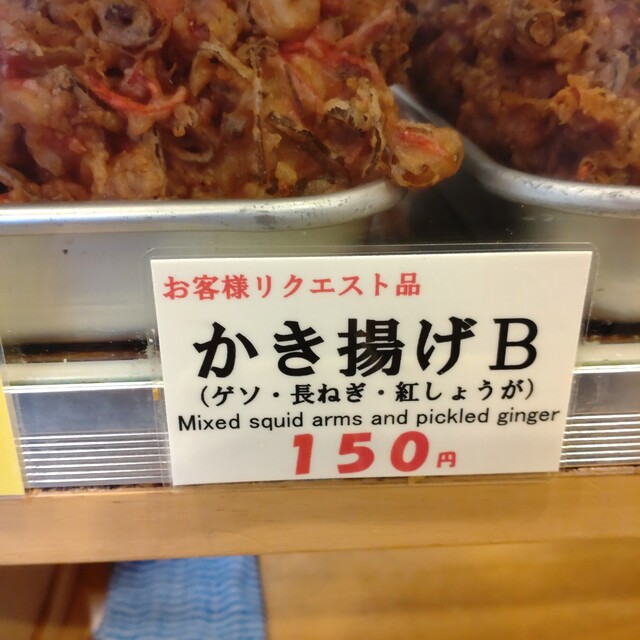 お客様リクエスト品
かき揚げB
(ゲソ・長ねぎ・紅しょうが)
Mixed squid arms and pickled ginger
150円